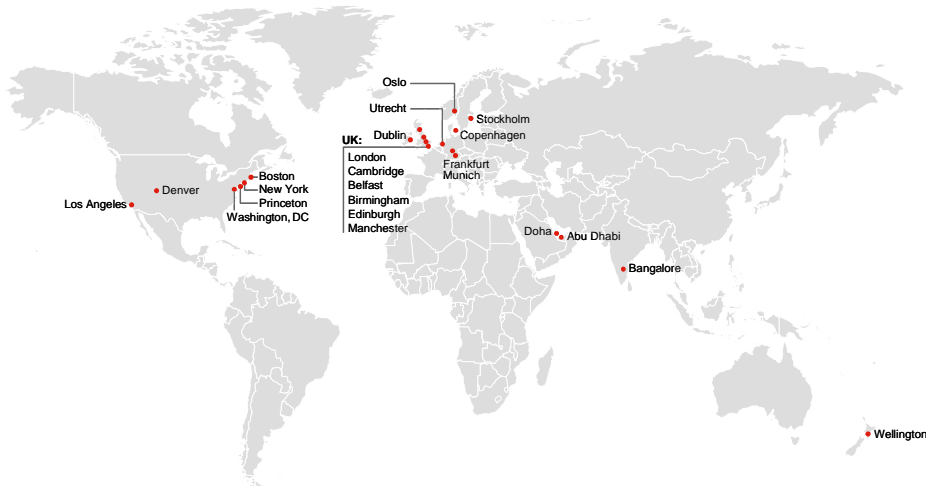 Oslo
Utrecht
Stockholm
Copenhagen
Dublin
UK:
London
Cambridge
Belfast
Birmingham
Edinburgh
Manchester
Frankfurt
Munich
Boston
New York
Princeton
Washington, DC
Denver
Los Angeles
Doha
Abu Dhabi
Bangalore
Wellington